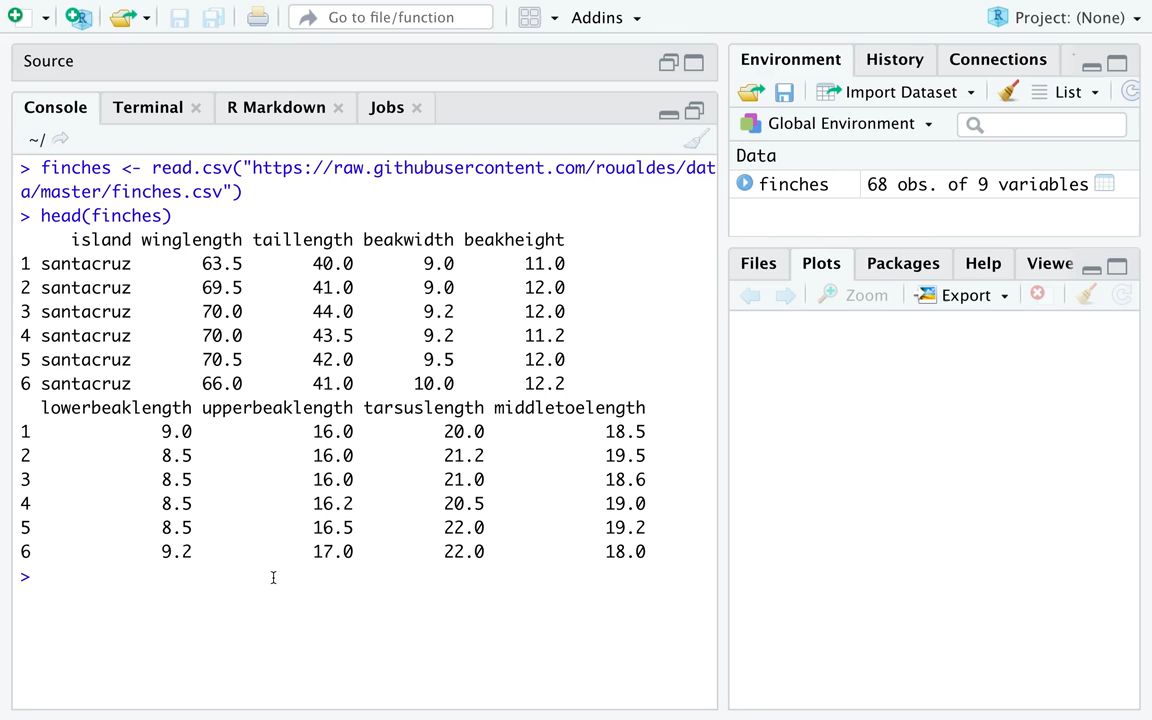 Go to file/function
Addins
Project: (None)
Source
Console Terminal R Markdown Jobs
~/
> finches <- read.csv("https://raw.githubusercontent.com/roualdes/dat
a/master/finches.csv")
> head(finches)
island winglength taillength beakwidth beakheight
1 santacruz 63.5 40.0 9.0 11.0
2 santacruz 69.5 41.0 9.0 12.0
3 santacruz 70.0 44.0 9.2 12.0
4 santacruz 70.0 43.5 9.2 11.2
5 santacruz 70.5 42.0 9.5 12.0
6 santacruz 66.0 41.0 10.0 12.2
lowerbeaklength upperbeaklength tarsuslength middletoelength
1 9.0 16.0 20.0 18.5
2 8.5 16.0 21.2 19.5
3 8.5 16.0 21.0 18.6
4 8.5 16.2 20.5 19.0
5 8.5 16.5 22.0 19.2
6 9.2 17.0 22.0 18.0
>
Environment History Connections
Import Dataset List
Global Environment
Data
finches 68 obs. of 9 variables
Files Plots Packages Help Viewe
Zoom Export